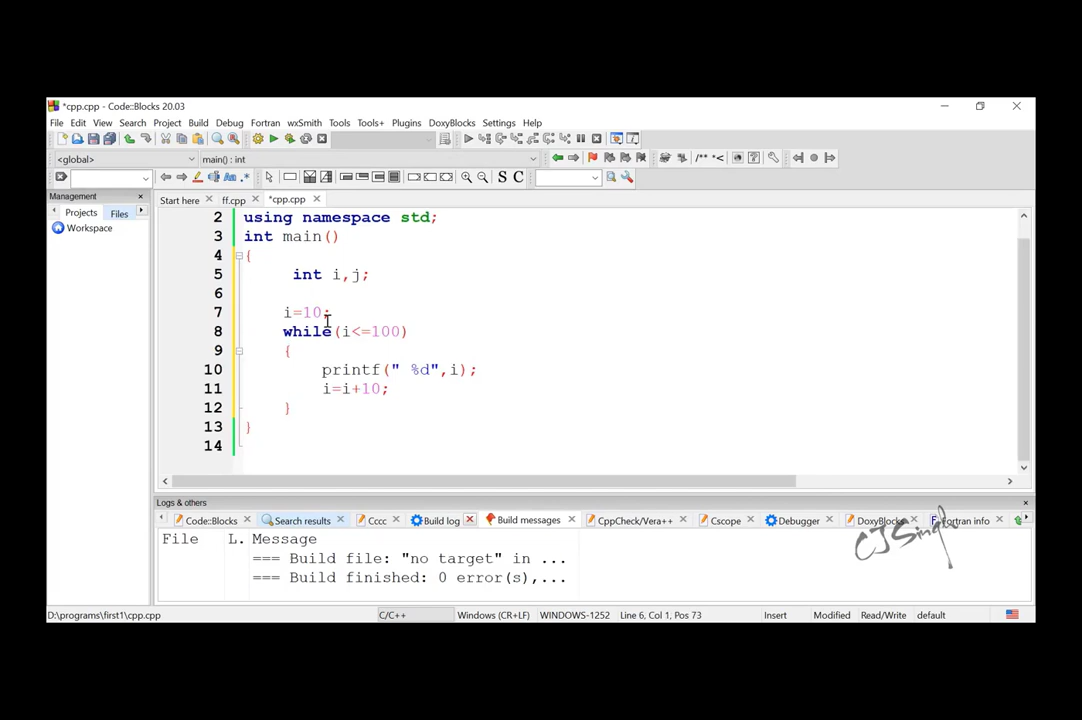 *cpp.cpp - Code::Blocks 20.03
File Edit View Search Project Build Debug Fortran wxSmith Tools Tools+ Plugins DoxyBlocks Settings Help
<global> main() : int
/** *<
S C
Aa .*
Management
Start here ff.cpp *cpp.cpp
Projects Files
Workspace
2 using namespace std;
3 int main()
4 {
5 int i,j;
6
7 i=10;
8 while(i<=100)
9 {
10 printf(" %d",i);
11 i=i+10;
12 }
13 }
14
Logs & others
Code::Blocks Search results Cccc Build log Build messages CppCheck/Vera++ Cscope Debugger DoxyBlocks Fortran info
CJSingh
File L. Message
=== Build file: "no target" in ...
=== Build finished: 0 error(s),...
D:\programs\first1\cpp.cpp C/C++ Windows (CR+LF) WINDOWS-1252 Line 6, Col 1, Pos 73 Insert Modified Read/Write default